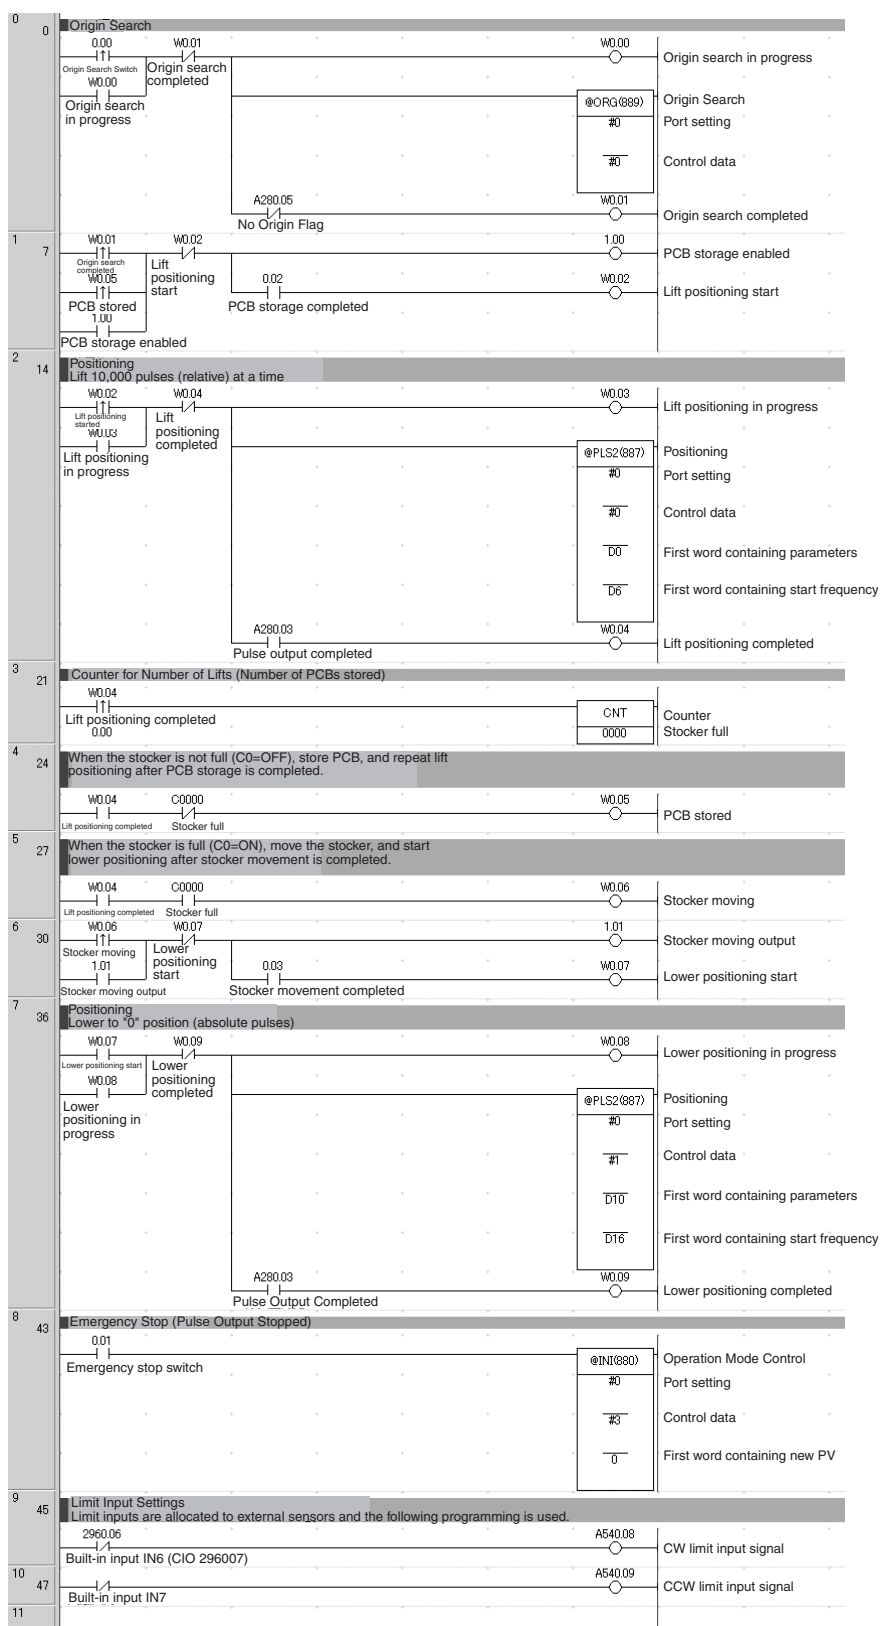 0
0
Origin Search
0.00 W0.01 W0.00
Origin Search Switch Origin search completed Origin search in progress
W0.00
Origin search in progress
@ORG(889) Origin Search
#0 Port setting
#0 Control data
A280.05 W0.01
No Origin Flag Origin search completed
1
7
W0.01 W0.02 1.00
Origin search completed Lift positioning start PCB storage enabled
W0.05 0.02 W0.02
PCB stored PCB storage completed Lift positioning start
1.00
PCB storage enabled
2
14
Positioning
Lift 10,000 pulses (relative) at a time
W0.02 W0.04 W0.03
Lift positioning started Lift positioning completed Lift positioning in progress
W0.03
Lift positioning in progress
@PLS2(887) Positioning
#0 Port setting
#0 Control data
D0 First word containing parameters
D6 First word containing start frequency
A280.03 W0.04
Pulse output completed Lift positioning completed
3
21
Counter for Number of Lifts (Number of PCBs stored)
W0.04
Lift positioning completed
0.00
CNT Counter
0000 Stocker full
4
24
When the stocker is not full (C0=OFF), store PCB, and repeat lift
positioning after PCB storage is completed.
W0.04 C0000 W0.05
Lift positioning completed Stocker full PCB stored
5
27
When the stocker is full (C0=ON), move the stocker, and start
lower positioning after stocker movement is completed.
W0.04 C0000 W0.06
Lift positioning completed Stocker full Stocker moving
6
30
W0.06 W0.07 1.01
Stocker moving Lower positioning start Stocker moving output
1.01 0.03 W0.07
Stocker moving output Stocker movement completed Lower positioning start
7
36
Positioning
Lower to "0" position (absolute pulses)
W0.07 W0.09 W0.08
Lower positioning start Lower positioning completed Lower positioning in progress
W0.08
Lower positioning in progress
@PLS2(887) Positioning
#0 Port setting
#1 Control data
D10 First word containing parameters
D16 First word containing start frequency
A280.03 W0.09
Pulse Output Completed Lower positioning completed
8
43
Emergency Stop (Pulse Output Stopped)
0.01
Emergency stop switch
@INI(880) Operation Mode Control
#0 Port setting
#3 Control data
0 First word containing new PV
9
45
Limit Input Settings
Limit inputs are allocated to external sensors and the following programming is used.
2960.06 A540.08
Built-in input IN6 (CIO 296007) CW limit input signal
10
47
A540.09
Built-in input IN7 CCW limit input signal
11